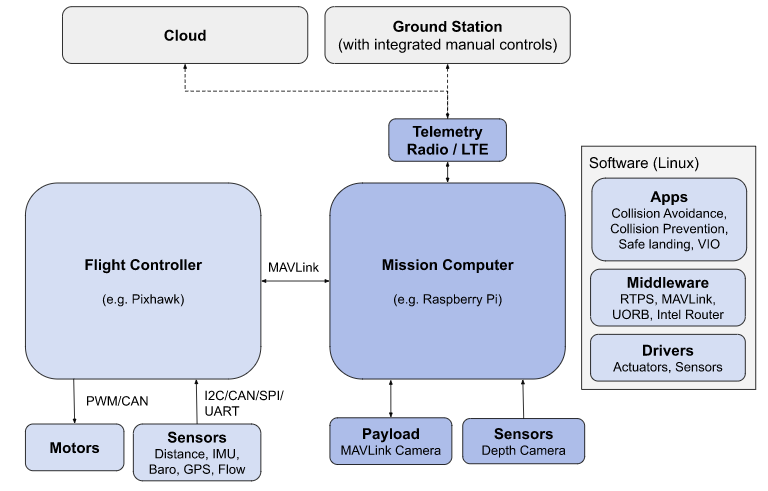 Cloud
Ground Station
(with integrated manual controls)
Telemetry
Radio / LTE
Flight Controller
(e.g. Pixhawk)
MAVLink
Mission Computer
(e.g. Raspberry Pi)
Software (Linux)
Apps
Collision Avoidance,
Collision Prevention,
Safe landing, VIO
Middleware
RTPS, MAVLink,
UORB, Intel Router
Drivers
Actuators, Sensors
PWM/CAN
I2C/CAN/SPI/
UART
Motors
Sensors
Distance, IMU,
Baro, GPS, Flow
Payload
MAVLink Camera
Sensors
Depth Camera